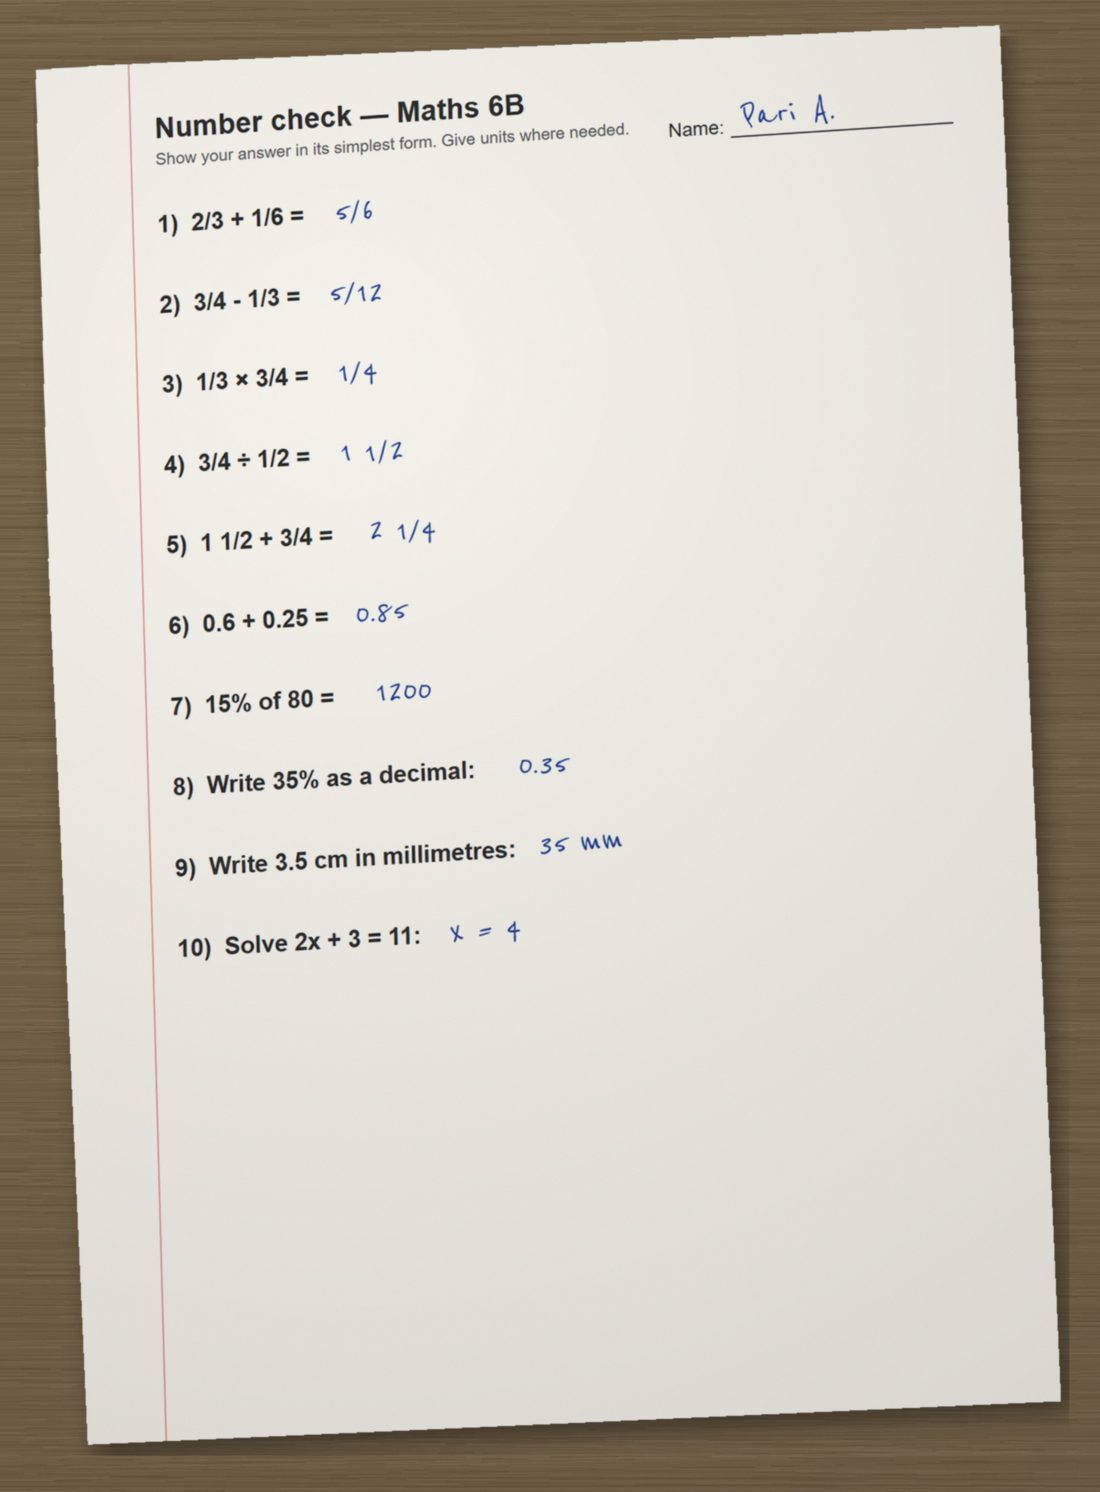 Number check — Maths 6B
Show your answer in its simplest form. Give units where needed.
Name: Pari A.
1) 2/3 + 1/6 = 5/6
2) 3/4 - 1/3 = 5/12
3) 1/3 × 3/4 = 1/4
4) 3/4 ÷ 1/2 = 1 1/2
5) 1 1/2 + 3/4 = 2 1/4
6) 0.6 + 0.25 = 0.85
7) 15% of 80 = 1200
8) Write 35% as a decimal: 0.35
9) Write 3.5 cm in millimetres: 35 mm
10) Solve 2x + 3 = 11: x = 4